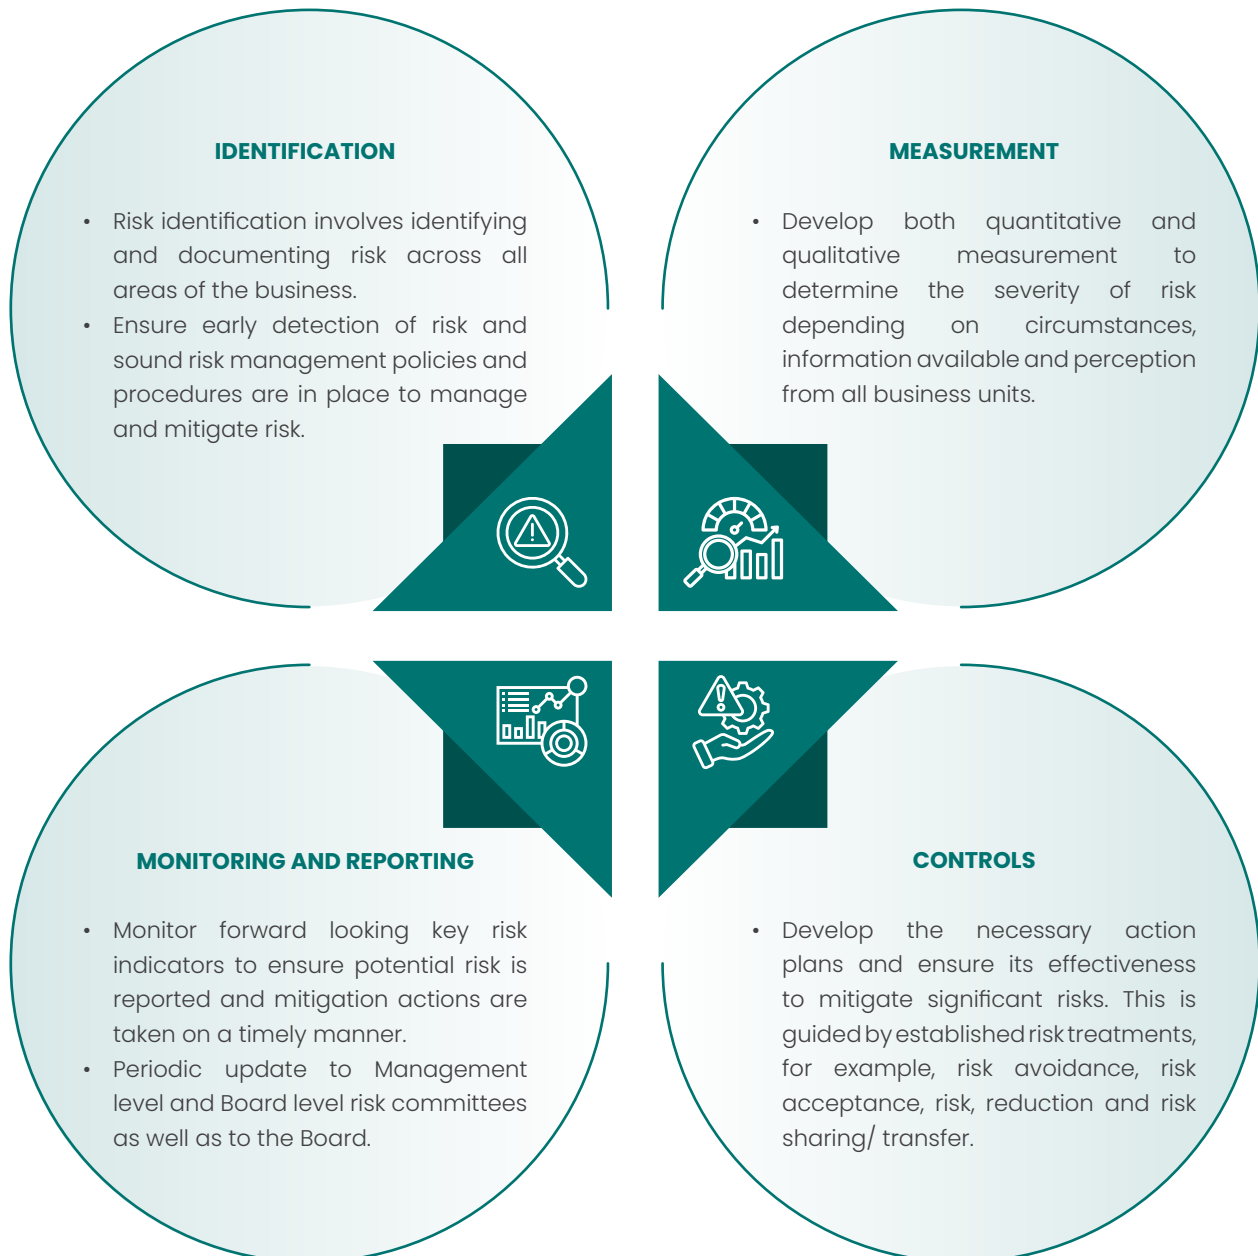 IDENTIFICATION
• Risk identification involves identifying
and documenting risk across all
areas of the business.
• Ensure early detection of risk and
sound risk management policies and
procedures are in place to manage
and mitigate risk.
MEASUREMENT
• Develop both quantitative and
qualitative measurement to
determine the severity of risk
depending on circumstances,
information available and perception
from all business units.
MONITORING AND REPORTING
• Monitor forward looking key risk
indicators to ensure potential risk is
reported and mitigation actions are
taken on a timely manner.
• Periodic update to Management
level and Board level risk committees
as well as to the Board.
CONTROLS
• Develop the necessary action
plans and ensure its effectiveness
to mitigate significant risks. This is
guided by established risk treatments,
for example, risk avoidance, risk
acceptance, risk, reduction and risk
sharing/ transfer.